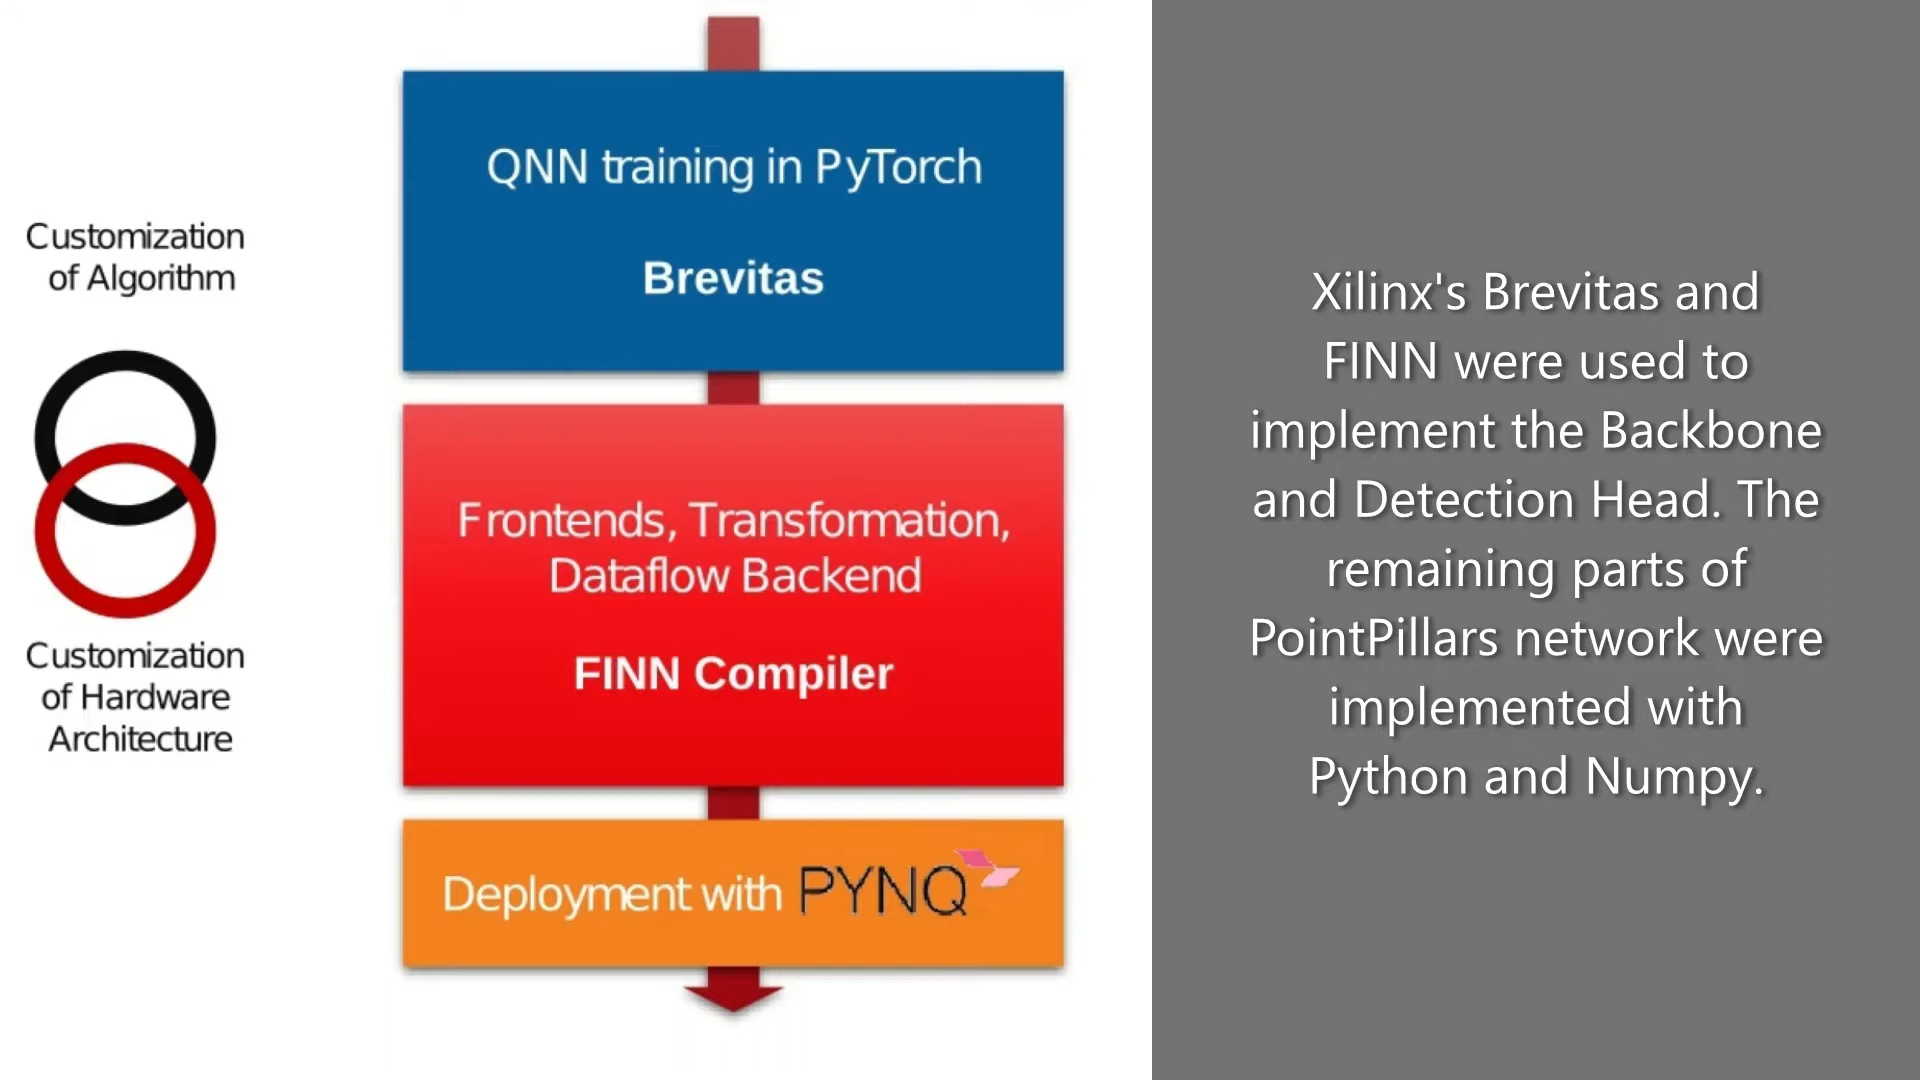 Customization
of Algorithm
Customization
of Hardware
Architecture
QNN training in PyTorch
Brevitas
Frontends, Transformation,
Dataflow Backend
FINN Compiler
Deployment with PYNQ
Xilinx's Brevitas and
FINN were used to
implement the Backbone
and Detection Head. The
remaining parts of
PointPillars network were
implemented with
Python and Numpy.